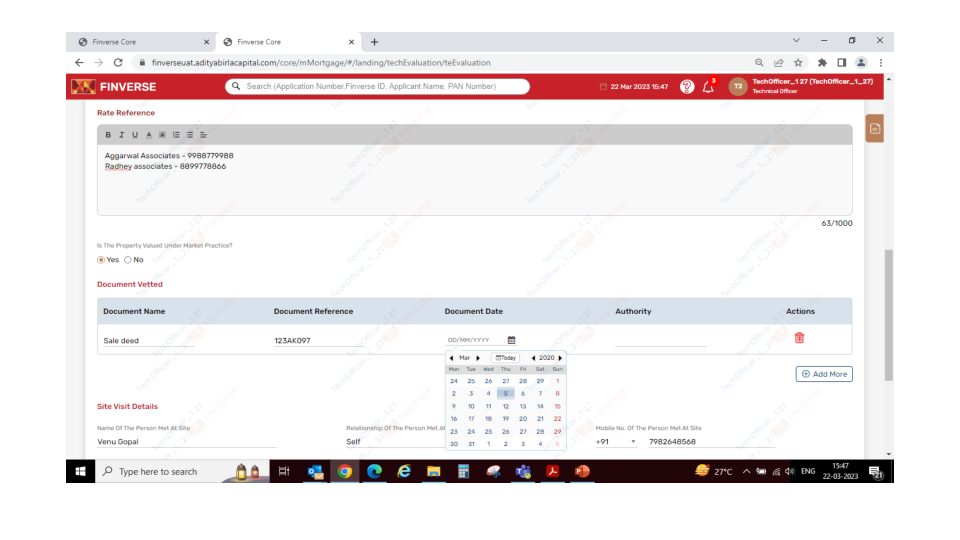 Finverse Core
Finverse Core
finverseuat.adityabirlacapital.com/core/mMortgage/#/landing/techEvaluation/teEvaluation
FINVERSE
Search (Application Number,Finverse ID, Applicant Name, PAN Number)
22 Mar 2023 15:47
3
T2
TechOfficer_127 (TechOfficer_1_27)
Technical Officer
Rate Reference
B I U A
Aggarwal Associates - 9988779988
Radhey associates - 8899778866
63/1000
Is The Property Valued Under Market Practice?
Yes No
Document Vetted
Document Name Document Reference Document Date Authority Actions
Sale deed 123AK097 DD/MM/YYYY
Mar Today 2020
Mon Tue Wed Thu Fri Sat Sun
24 25 26 27 28 29 1
2 3 4 5 6 7 8
9 10 11 12 13 14 15
16 17 18 19 20 21 22
23 24 25 26 27 28 29
30 31 1 2 3 4 5
Add More
Site Visit Details
Name Of The Person Met At Site Relationship Of The Person Met At Mobile No. Of The Person Met At Site
Venu Gopal Self +91 7982648568
Type here to search
27°C ENG 15:47
22-03-2023
21